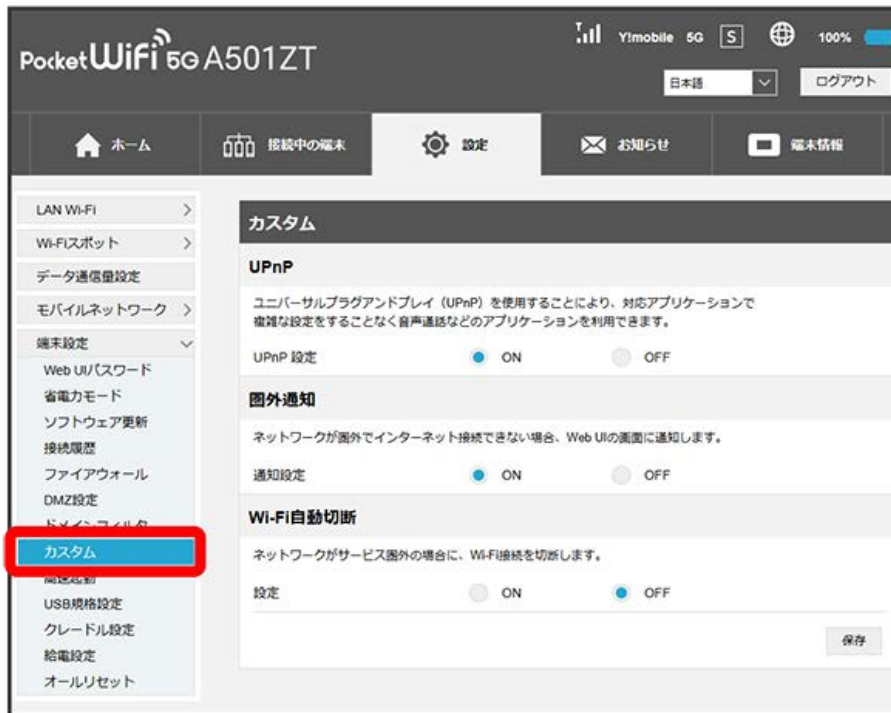 Y!mobile 5G S 100%
Pocket WiFi 5G A501ZT
日本語 ログアウト
ホーム 接続中の端末 設定 お知らせ 端末情報
LAN Wi-Fi
Wi-Fiスポット
データ通信量設定
モバイルネットワーク
端末設定
Web UIパスワード
省電力モード
ソフトウェア更新
接続履歴
ファイアウォール
DMZ設定
ドメインフィルタ
カスタム
高速起動
USB規格設定
クレードル設定
給電設定
オールリセット
カスタム
UPnP
ユニバーサルプラグアンドプレイ（UPnP）を使用することにより、対応アプリケーションで
複雑な設定をすることなく音声通話などのアプリケーションを利用できます。
UPnP 設定 ON OFF
圏外通知
ネットワークが圏外でインターネット接続できない場合、Web UIの画面に通知します。
通知設定 ON OFF
Wi-Fi自動切断
ネットワークがサービス圏外の場合に、Wi-Fi接続を切断します。
設定 ON OFF
保存